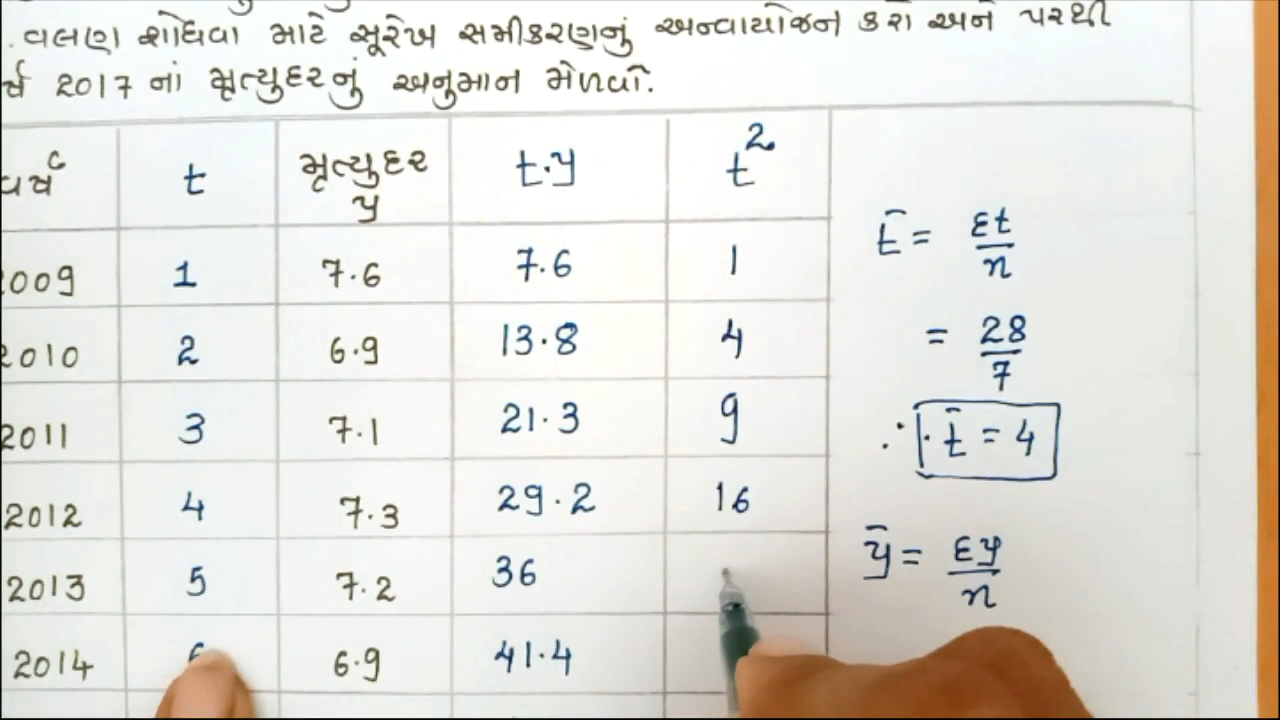 . વલણ શોધવા માટે સૂરેખ સમીકરણનું અન્વાયોજન કરો અને પરથી
ર્ષ 2017 નાં મૃત્યુદરનું અનુમાન મેળવો.
વર્ષ t મૃત્યુદર y t.y t²
009 1 7.6 7.6 1
2010 2 6.9 13.8 4
2011 3 7.1 21.3 9
2012 4 7.3 29.2 16
2013 5 7.2 36
2014 6.9 41.4
t̄ = Σt/n
= 28/7
∴ t̄ = 4
ȳ = Σy/n